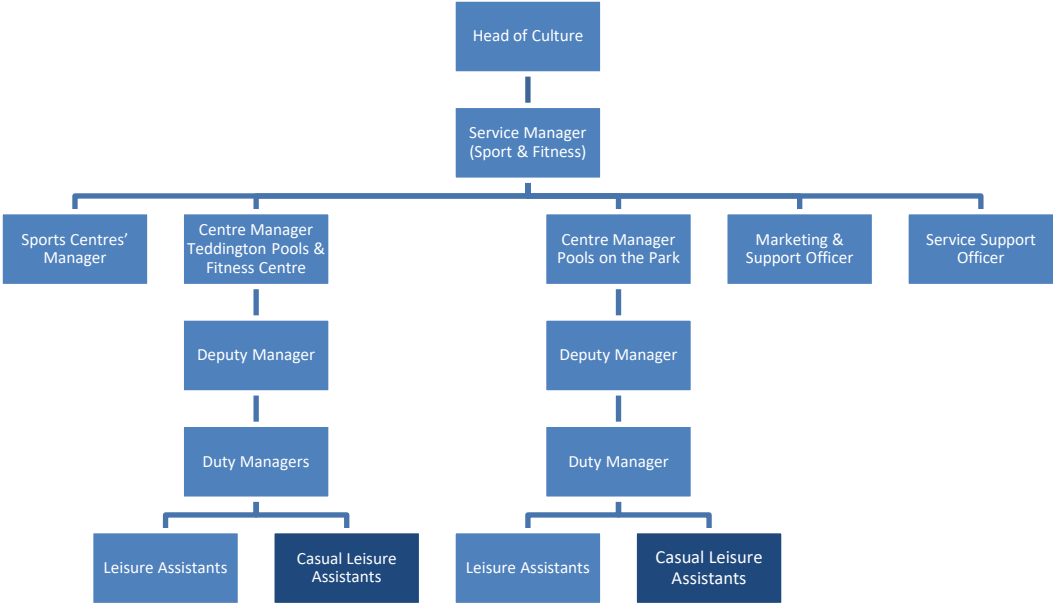 Head of Culture
Service Manager
(Sport & Fitness)
Sports Centres’
Manager
Centre Manager
Teddington Pools &
Fitness Centre
Centre Manager
Pools on the Park
Marketing &
Support Officer
Service Support
Officer
Deputy Manager
Deputy Manager
Duty Managers
Duty Manager
Leisure Assistants
Casual Leisure
Assistants
Leisure Assistants
Casual Leisure
Assistants